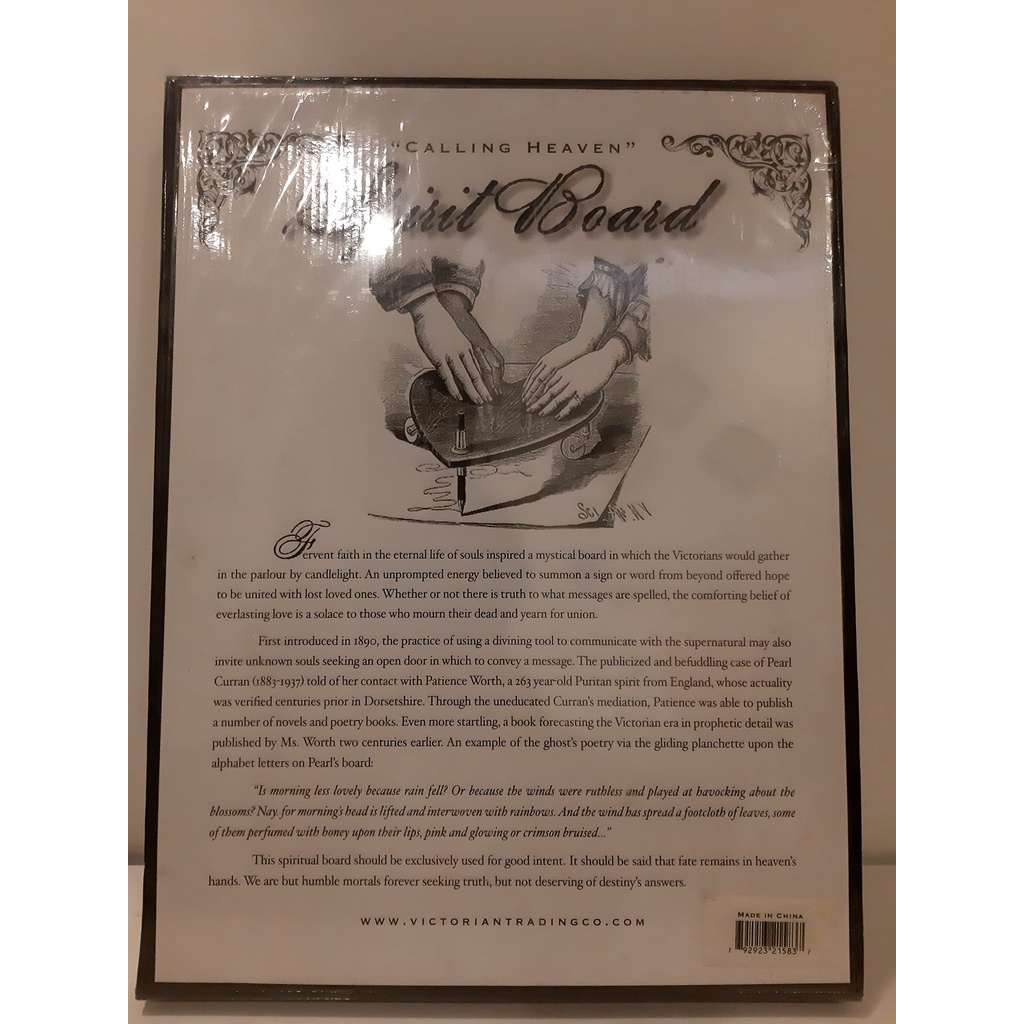 "CALLING HEAVEN"
Spirit Board
SCI AM. N.Y
Fervent faith in the eternal life of souls inspired a mystical board in which the Victorians would gather
in the parlour by candlelight. An unprompted energy believed to summon a sign or word from beyond offered hope
to be united with lost loved ones. Whether or not there is truth to what messages are spelled, the comforting belief of
everlasting love is a solace to those who mourn their dead and yearn for union.
First introduced in 1890, the practice of using a divining tool to communicate with the supernatural may also
invite unknown souls seeking an open door in which to convey a message. The publicized and befuddling case of Pearl
Curran (1883-1937) told of her contact with Patience Worth, a 263 year-old Puritan spirit from England, whose actuality
was verified centuries prior in Dorsetshire. Through the uneducated Curran's mediation, Patience was able to publish
a number of novels and poetry books. Even more startling, a book forecasting the Victorian era in prophetic detail was
published by Ms. Worth two centuries earlier. An example of the ghost's poetry via the gliding planchette upon the
alphabet letters on Pearl's board:
"Is morning less lovely because rain fell? Or because the winds were ruthless and played at havocking about the
blossoms? Nay, for morning's head is lifted and interwoven with rainbows. And the wind has spread a footcloth of leaves, some
of them perfumed with honey upon their lips, pink and glowing or crimson bruised..."
This spiritual board should be exclusively used for good intent. It should be said that fate remains in heaven's
hands. We are but humble mortals forever seeking truth, but not deserving of destiny's answers.
WWW.VICTORIANTRADINGCO.COM
MADE IN CHINA
7 92923 21583 7